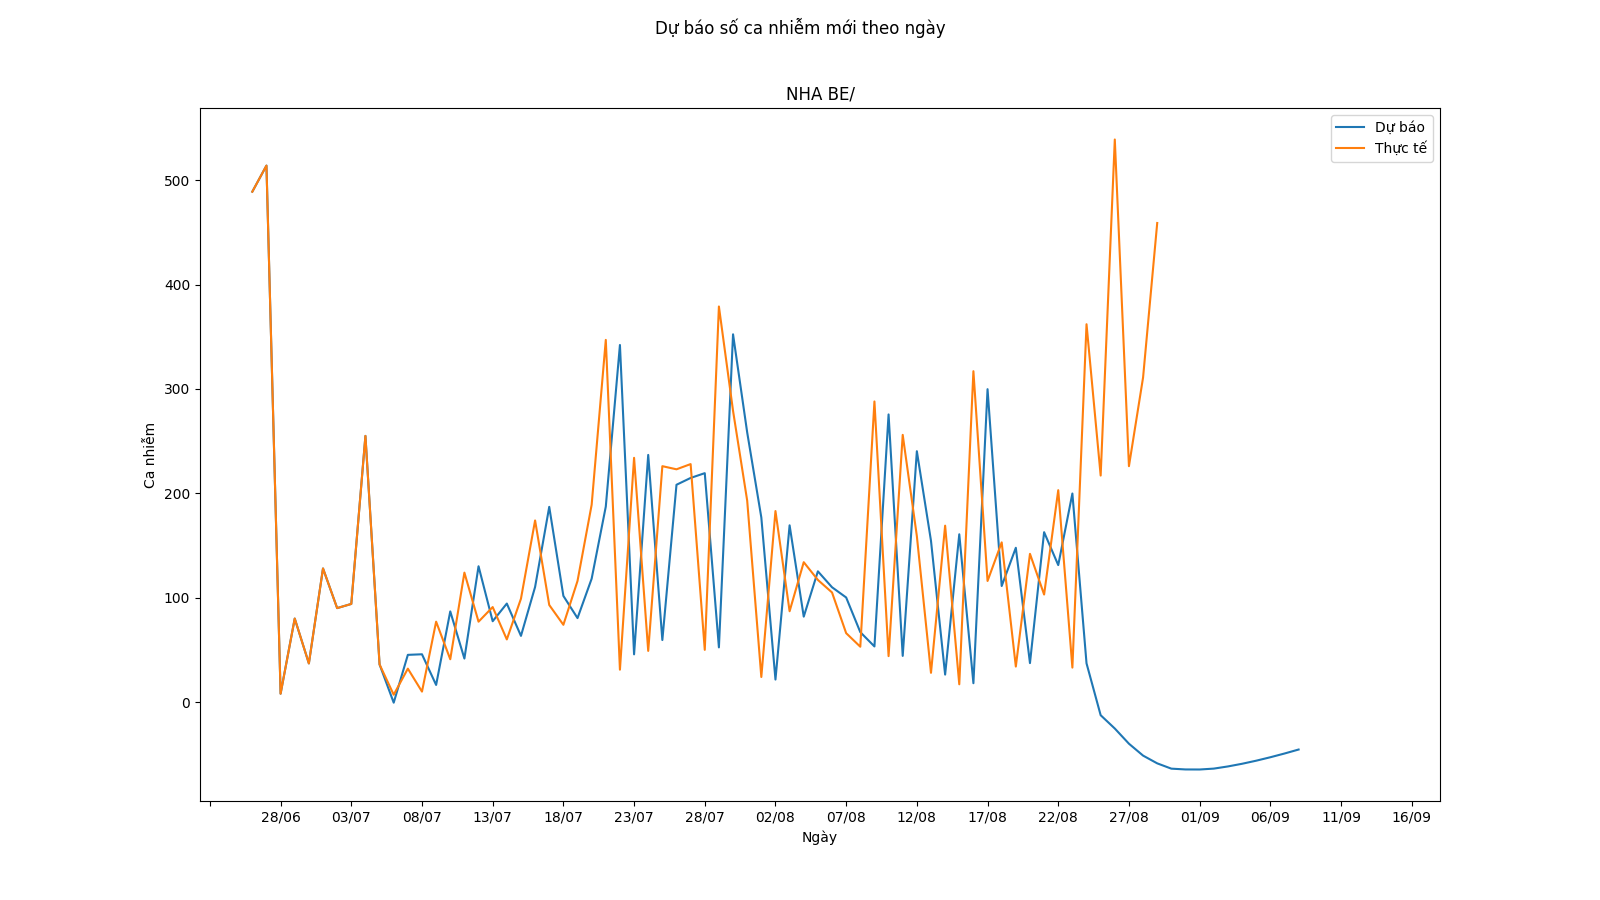 Dự báo số ca nhiễm mới theo ngày
NHA BE/
Dự báo
Thực tế
500
400
300
200
100
0
Ca nhiễm
28/06 03/07 08/07 13/07 18/07 23/07 28/07 02/08 07/08 12/08 17/08 22/08 27/08 01/09 06/09 11/09 16/09
Ngày